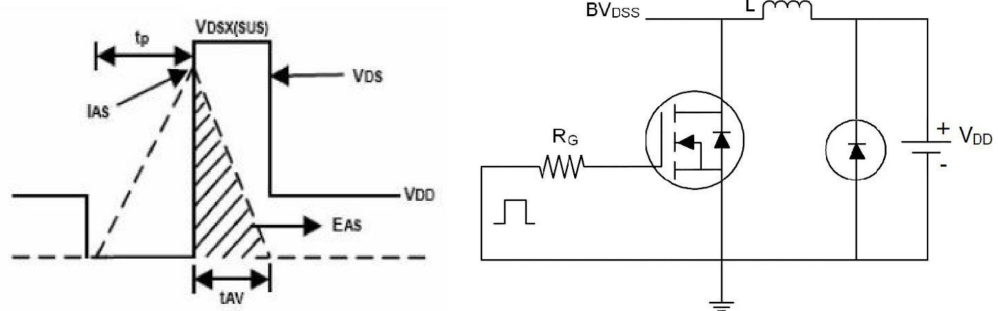 VDSX(SUS)
tp
VDS
IAS
VDD
EAS
tAV
BVDSS
L
RG
+
VDD
-